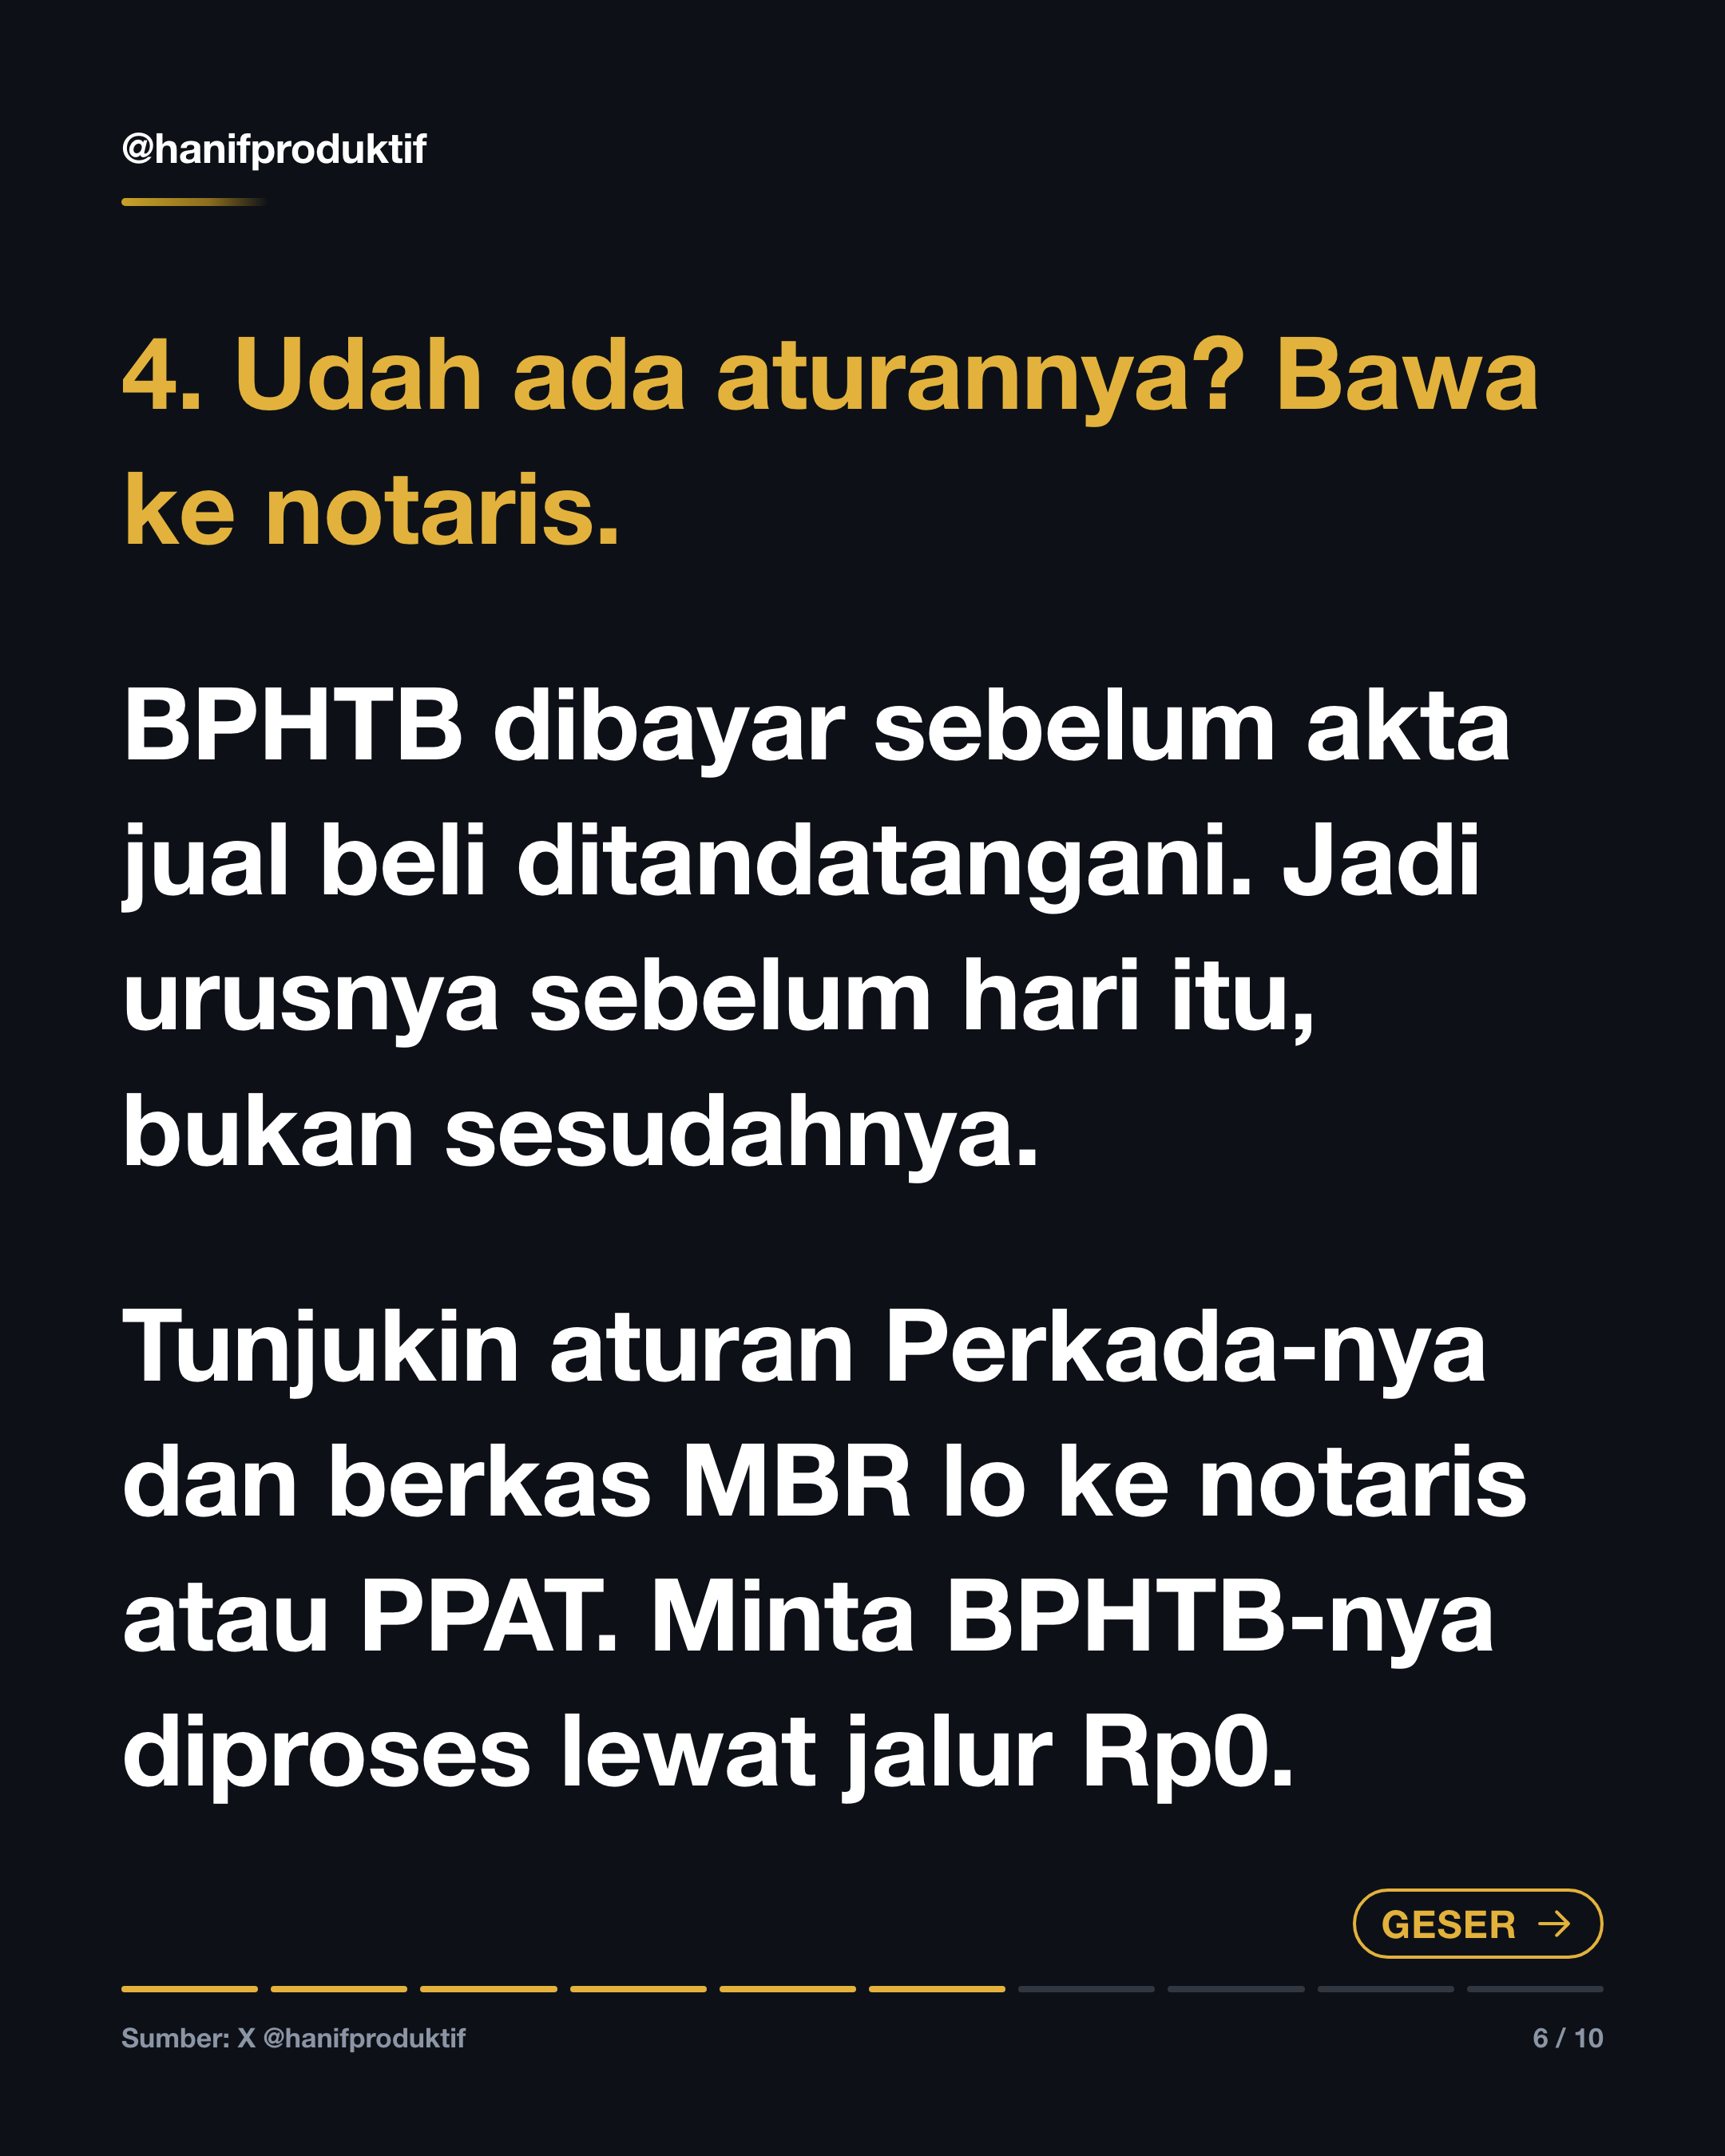 @hanifproduktif
4. Udah ada aturannya? Bawa
ke notaris.
BPHTB dibayar sebelum akta
jual beli ditandatangani. Jadi
urusnya sebelum hari itu,
bukan sesudahnya.
Tunjukin aturan Perkada-nya
dan berkas MBR lo ke notaris
atau PPAT. Minta BPHTB-nya
diproses lewat jalur Rp0.
GESER →
Sumber: X @hanifproduktif
6 / 10